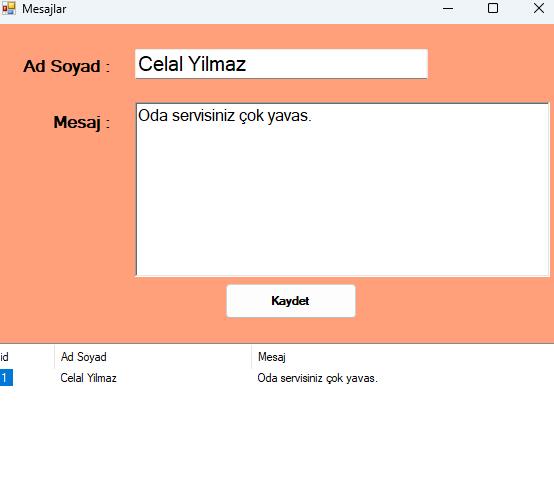 Mesajlar
Ad Soyad : Celal Yilmaz
Mesaj : Oda servisiniz çok yavas.
Kaydet
id Ad Soyad Mesaj
1 Celal Yilmaz Oda servisiniz çok yavas.